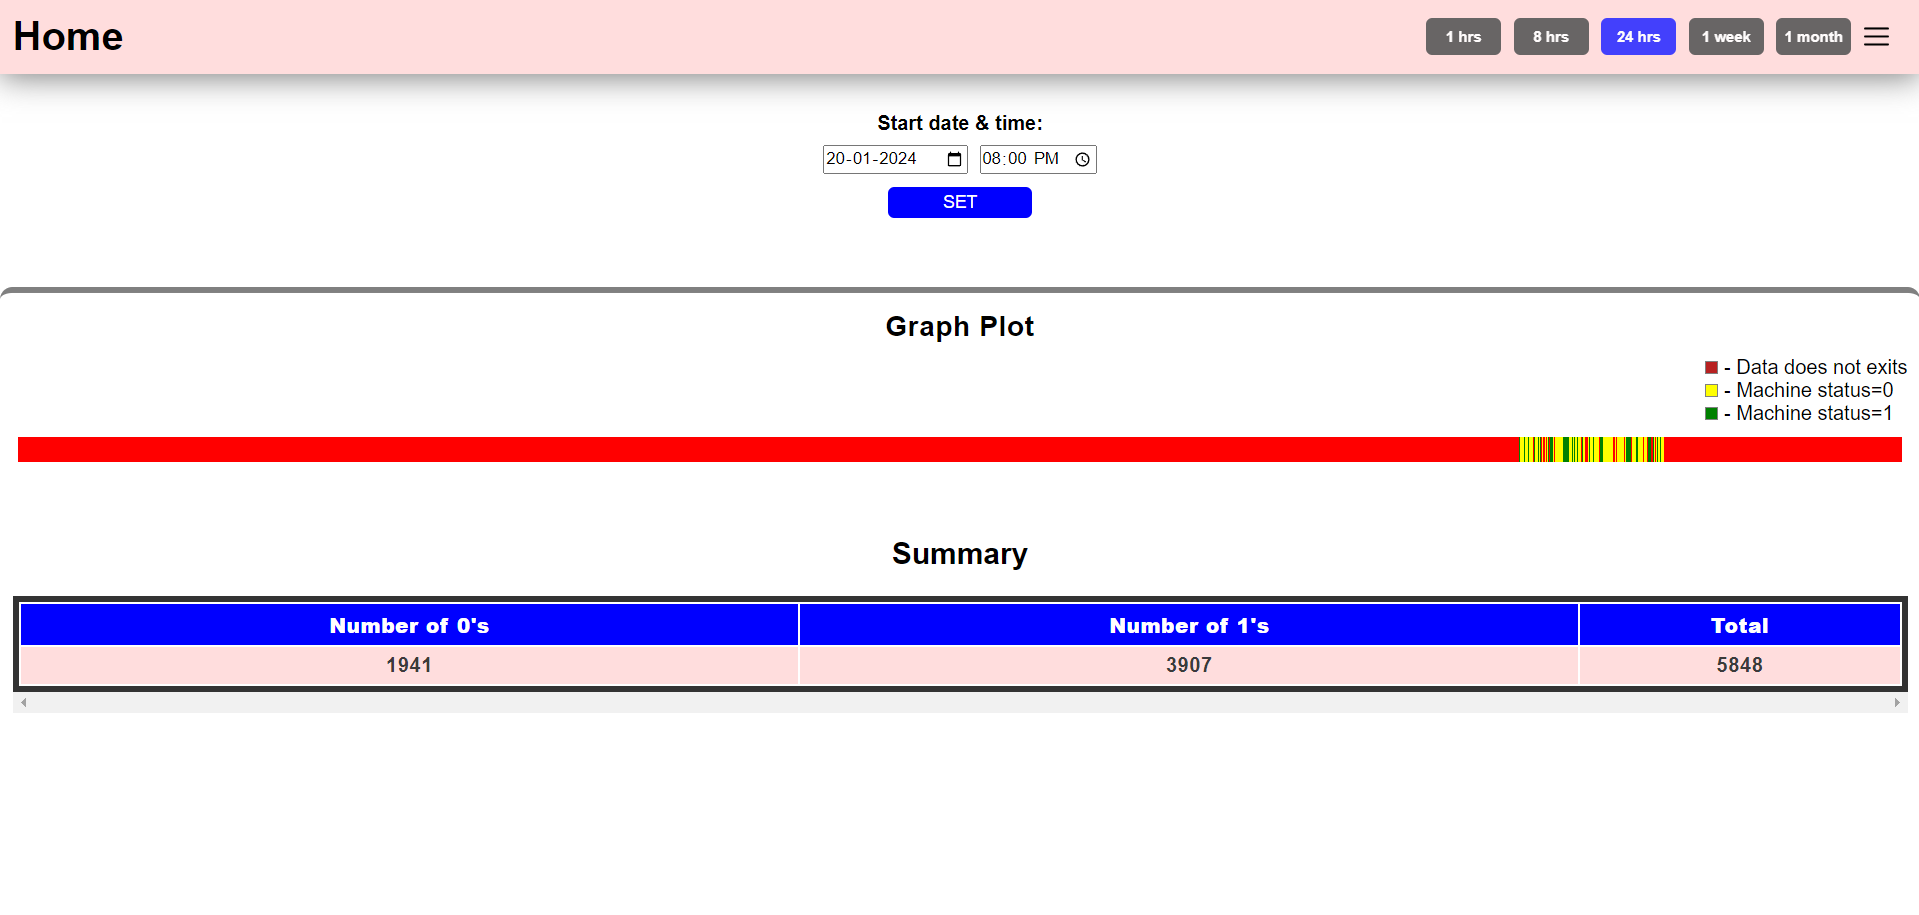 Home
1 hrs 8 hrs 24 hrs 1 week 1 month
Start date & time:
20-01-2024 08:00 PM
SET
Graph Plot
- Data does not exits
- Machine status=0
- Machine status=1
Summary
Number of 0's Number of 1's Total
1941 3907 5848